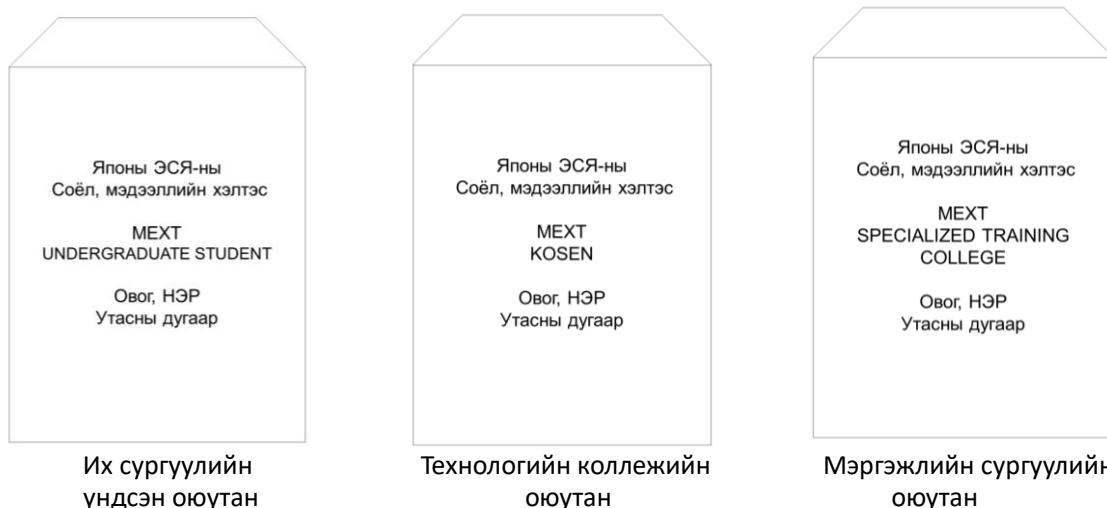 Японы ЭСЯ-ны
Соёл, мэдээллийн хэлтэс
MEXT
UNDERGRADUATE STUDENT
Овог, НЭР
Утасны дугаар
Их сургуулийн
үндсэн оюутан
Японы ЭСЯ-ны
Соёл, мэдээллийн хэлтэс
MEXT
KOSEN
Овог, НЭР
Утасны дугаар
Технологийн коллежийн
оюутан
Японы ЭСЯ-ны
Соёл, мэдээллийн хэлтэс
MEXT
SPECIALIZED TRAINING
COLLEGE
Овог, НЭР
Утасны дугаар
Мэргэжлийн сургуулийн
оюутан